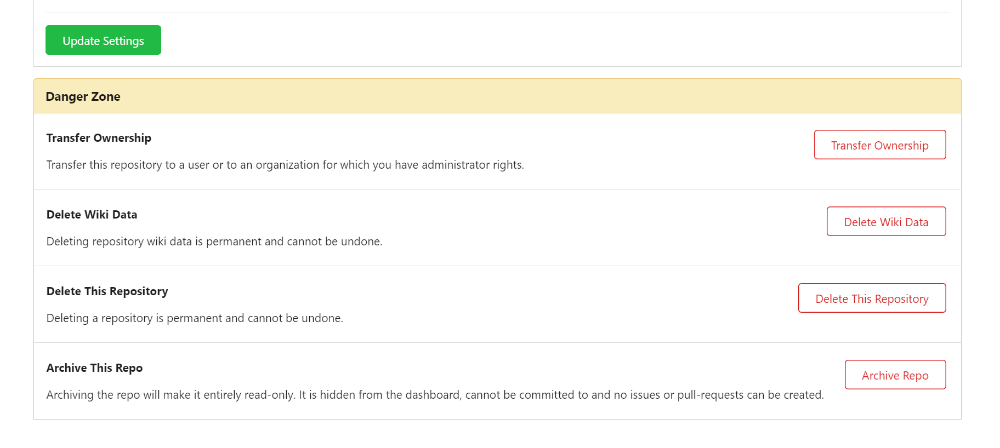 Update Settings
Danger Zone
Transfer Ownership
Transfer Ownership
Transfer this repository to a user or to an organization for which you have administrator rights.
Delete Wiki Data
Delete Wiki Data
Deleting repository wiki data is permanent and cannot be undone.
Delete This Repository
Delete This Repository
Deleting a repository is permanent and cannot be undone.
Archive This Repo
Archive Repo
Archiving the repo will make it entirely read-only. It is hidden from the dashboard, cannot be committed to and no issues or pull-requests can be created.